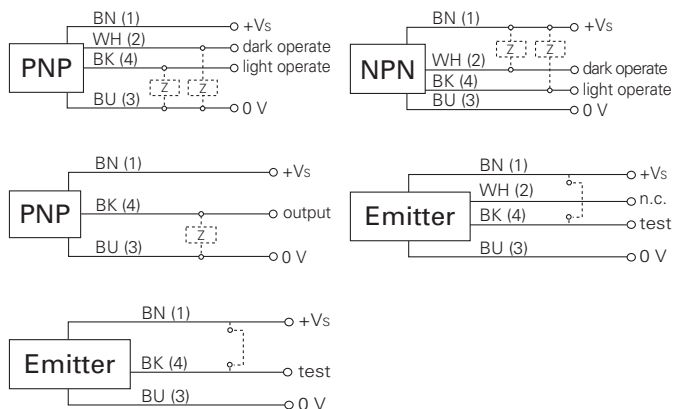 BN (1)
+Vs
WH (2)
dark operate
PNP
BK (4)
light operate
Z
Z
BU (3)
0 V
BN (1)
+Vs
Z
Z
NPN
WH (2)
dark operate
BK (4)
light operate
BU (3)
0 V
BN (1)
+Vs
PNP
BK (4)
output
Z
BU (3)
0 V
BN (1)
+Vs
WH (2)
n.c.
Emitter
BK (4)
test
BU (3)
0 V
BN (1)
+Vs
Emitter
BK (4)
test
BU (3)
0 V